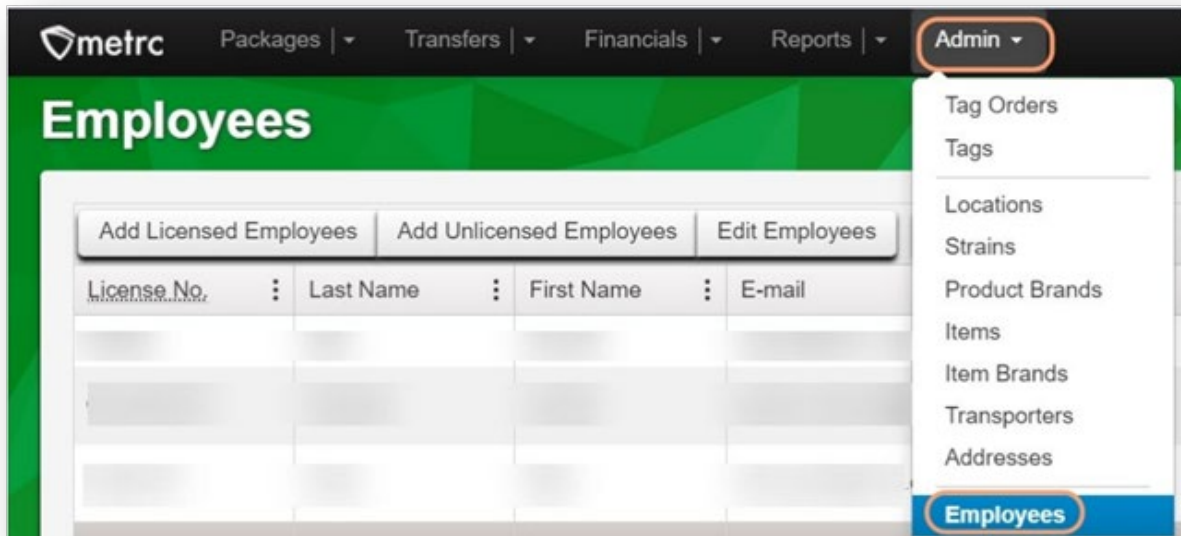 metrc Packages | Transfers | Financials | Reports | Admin
Employees
Tag Orders
Tags
Locations
Strains
Product Brands
Items
Item Brands
Transporters
Addresses
Employees
Add Licensed Employees Add Unlicensed Employees Edit Employees
License No. Last Name First Name E-mail